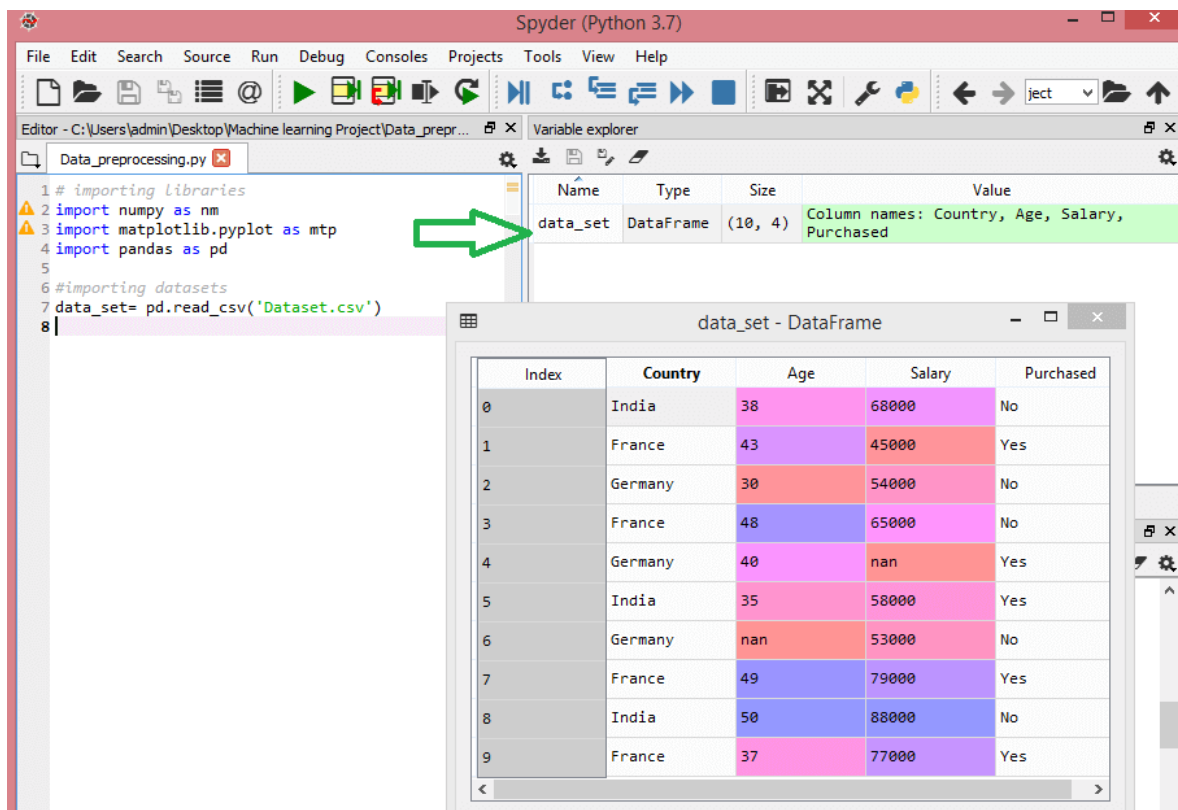 Spyder (Python 3.7)
File Edit Search Source Run Debug Consoles Projects Tools View Help
ject
Editor - C:\Users\admin\Desktop\Machine learning Project\Data_prepr...
Data_preprocessing.py
1 # importing libraries
2 import numpy as nm
3 import matplotlib.pyplot as mtp
4 import pandas as pd
5
6 #importing datasets
7 data_set= pd.read_csv('Dataset.csv')
8
Variable explorer
Name Type Size Value
data_set DataFrame (10, 4) Column names: Country, Age, Salary,
Purchased
data_set - DataFrame
Index Country Age Salary Purchased
0 India 38 68000 No
1 France 43 45000 Yes
2 Germany 30 54000 No
3 France 48 65000 No
4 Germany 40 nan Yes
5 India 35 58000 Yes
6 Germany nan 53000 No
7 France 49 79000 Yes
8 India 50 88000 No
9 France 37 77000 Yes